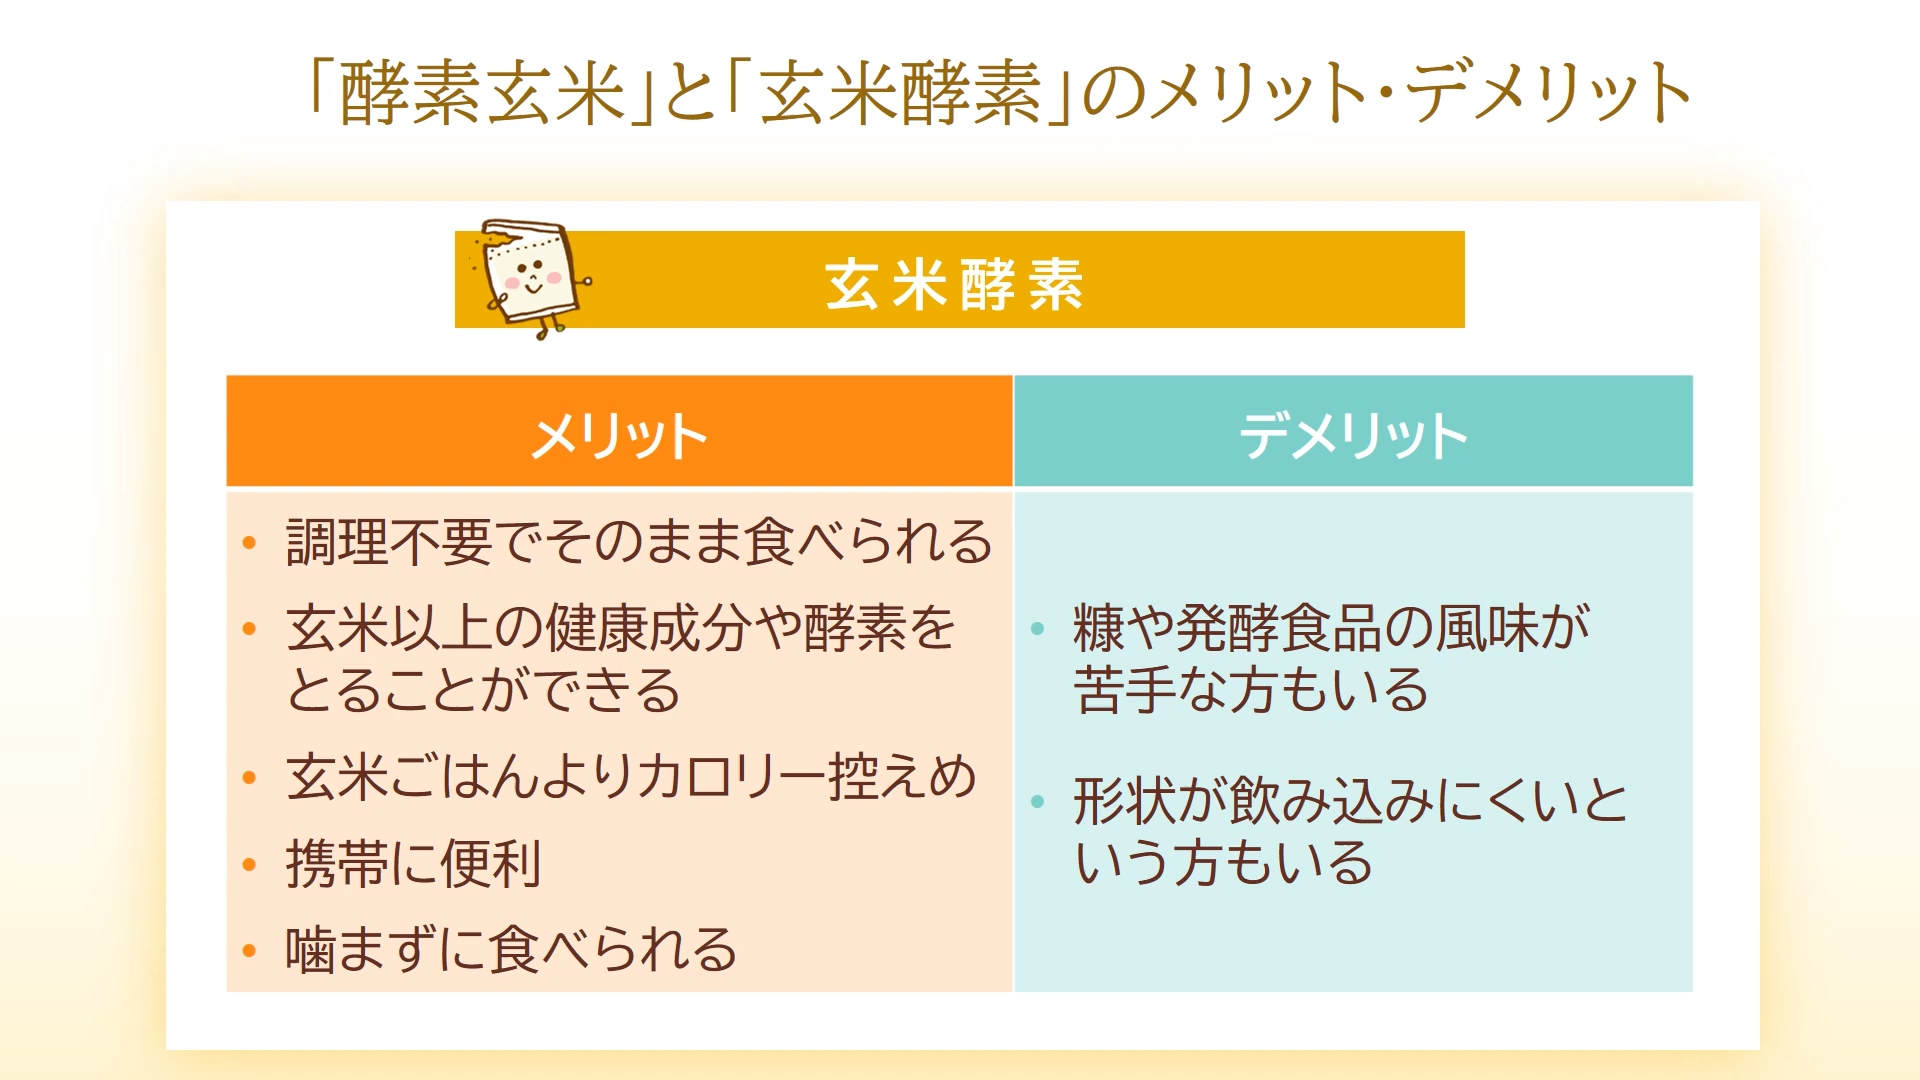 「酵素玄米」と「玄米酵素」のメリット・デメリット
玄米酵素
メリット
デメリット
• 調理不要でそのまま食べられる
• 玄米以上の健康成分や酵素を
とることができる
• 玄米ごはんよりカロリー控えめ
• 携帯に便利
• 噛まずに食べられる
• 糠や発酵食品の風味が
苦手な方もいる
• 形状が飲み込みにくいと
いう方もいる